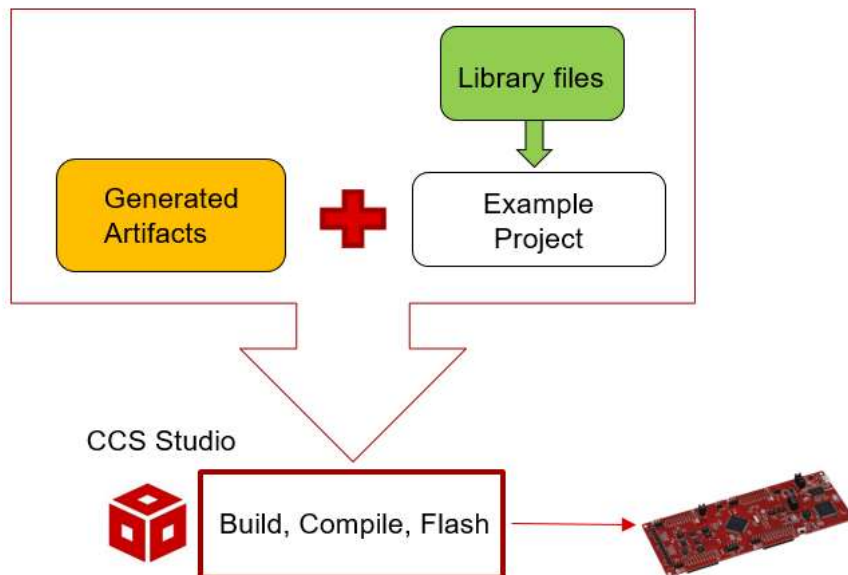 Library files
Generated
Artifacts
Example
Project
CCS Studio
Build, Compile, Flash